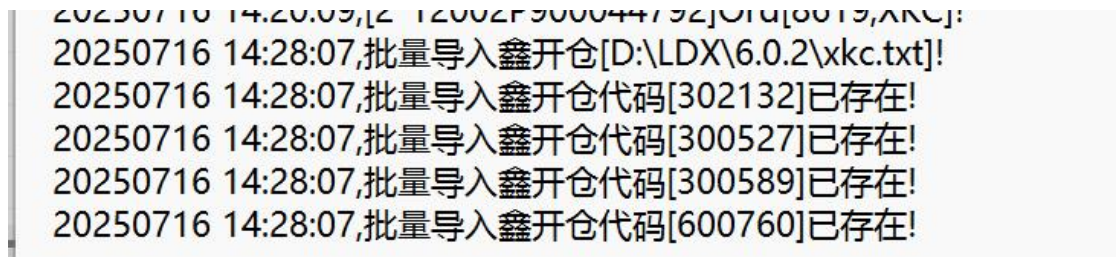 20250716 14:28:07,批量导入鑫开仓[D:\LDX\6.0.2\xkc.txt]!
20250716 14:28:07,批量导入鑫开仓代码[302132]已存在!
20250716 14:28:07,批量导入鑫开仓代码[300527]已存在!
20250716 14:28:07,批量导入鑫开仓代码[300589]已存在!
20250716 14:28:07,批量导入鑫开仓代码[600760]已存在!